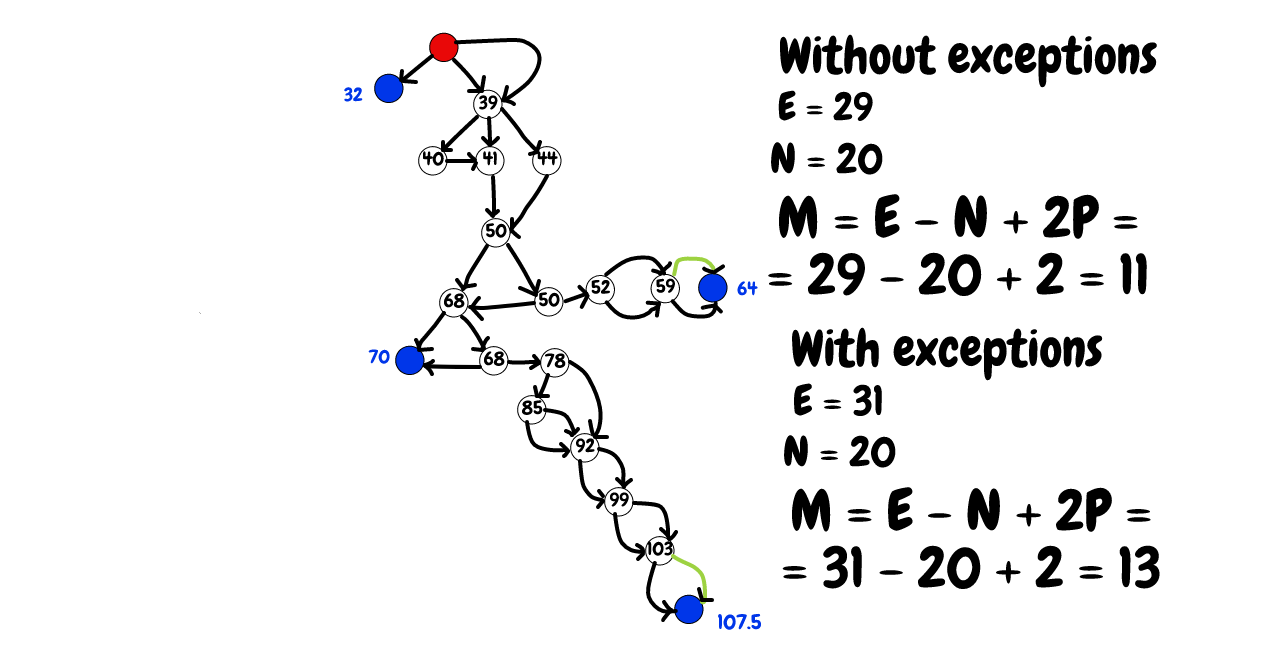 32
39
40
41
44
50
68
50
52
59
64
70
68
78
85
92
99
103
107.5
Without exceptions
E = 29
N = 20
M = E - N + 2P =
= 29 - 20 + 2 = 11
With exceptions
E = 31
N = 20
M = E - N + 2P =
= 31 - 20 + 2 = 13